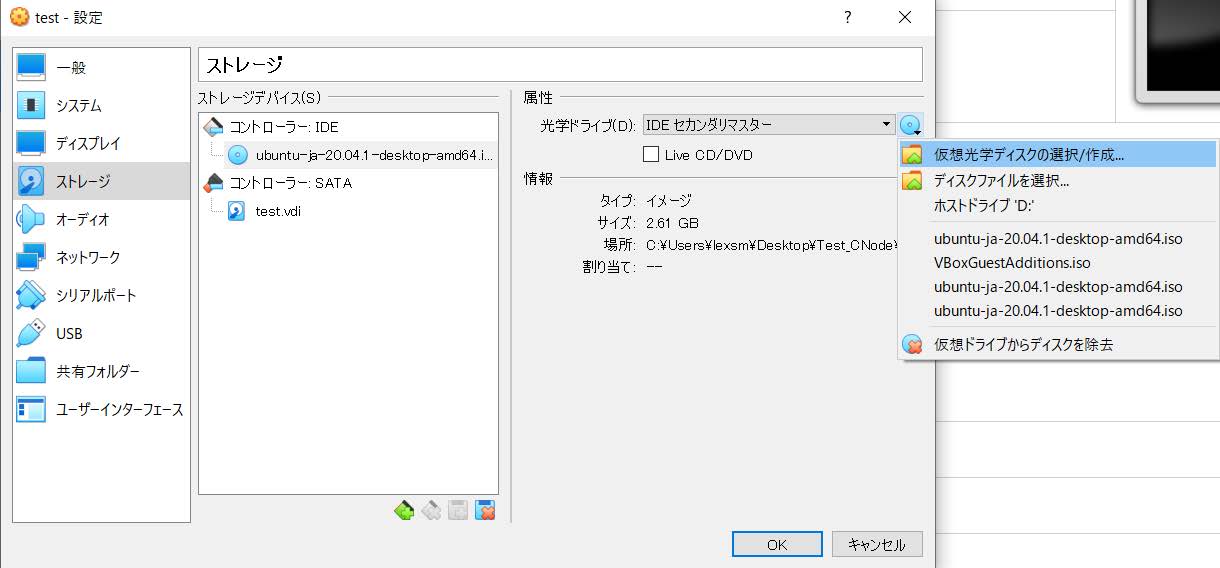 test - 設定
?
一般
システム
ディスプレイ
ストレージ
オーディオ
ネットワーク
シリアルポート
USB
共有フォルダー
ユーザーインターフェース
ストレージ
ストレージデバイス(S)
コントローラー: IDE
ubuntu-ja-20.04.1-desktop-amd64.i...
コントローラー: SATA
test.vdi
属性
光学ドライブ(D): IDE セカンダリマスター
Live CD/DVD
情報
タイプ: イメージ
サイズ: 2.61 GB
場所: C:¥Users¥lexsm¥Desktop¥Test_CNode¥
割り当て: --
仮想光学ディスクの選択/作成...
ディスクファイルを選択...
ホストドライブ 'D:'
ubuntu-ja-20.04.1-desktop-amd64.iso
VBoxGuestAdditions.iso
ubuntu-ja-20.04.1-desktop-amd64.iso
ubuntu-ja-20.04.1-desktop-amd64.iso
仮想ドライブからディスクを除去
OK
キャンセル